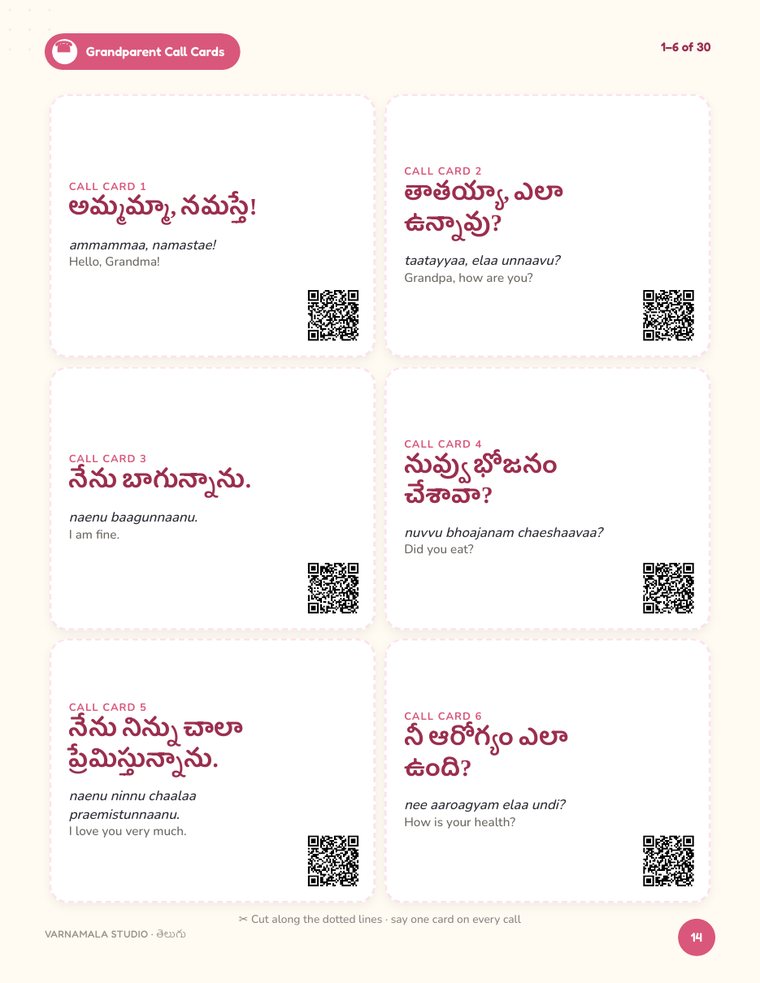 Grandparent Call Cards
1–6 of 30
CALL CARD 1
అమ్మమ్మా, నమస్తే!
ammammaa, namastae!
Hello, Grandma!
CALL CARD 2
తాతయ్యా, ఎలా
ఉన్నావు?
taatayyaa, elaa unnaavu?
Grandpa, how are you?
CALL CARD 3
నేను బాగున్నాను.
naenu baagunnaanu.
I am fine.
CALL CARD 4
నువ్వు భోజనం
చేశావా?
nuvvu bhoajanam chaeshaavaa?
Did you eat?
CALL CARD 5
నేను నిన్ను చాలా
ప్రేమిస్తున్నాను.
naenu ninnu chaalaa
praemistunnaanu.
I love you very much.
CALL CARD 6
నీ ఆరోగ్యం ఎలా
ఉంది?
nee aaroagyam elaa undi?
How is your health?
✂ Cut along the dotted lines · say one card on every call
VARNAMALA STUDIO · తెలుగు
14